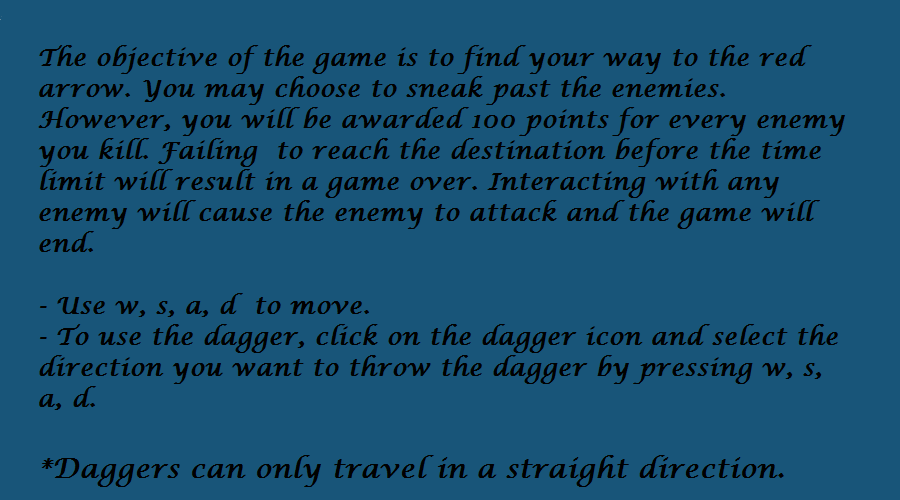 The objective of the game is to find your way to the red
arrow. You may choose to sneak past the enemies.
However, you will be awarded 100 points for every enemy
you kill. Failing  to reach the destination before the time
limit will result in a game over. Interacting with any
enemy will cause the enemy to attack and the game will
end.
- Use w, s, a, d  to move.
- To use the dagger, click on the dagger icon and select the
direction you want to throw the dagger by pressing w, s,
a, d.
*Daggers can only travel in a straight direction.